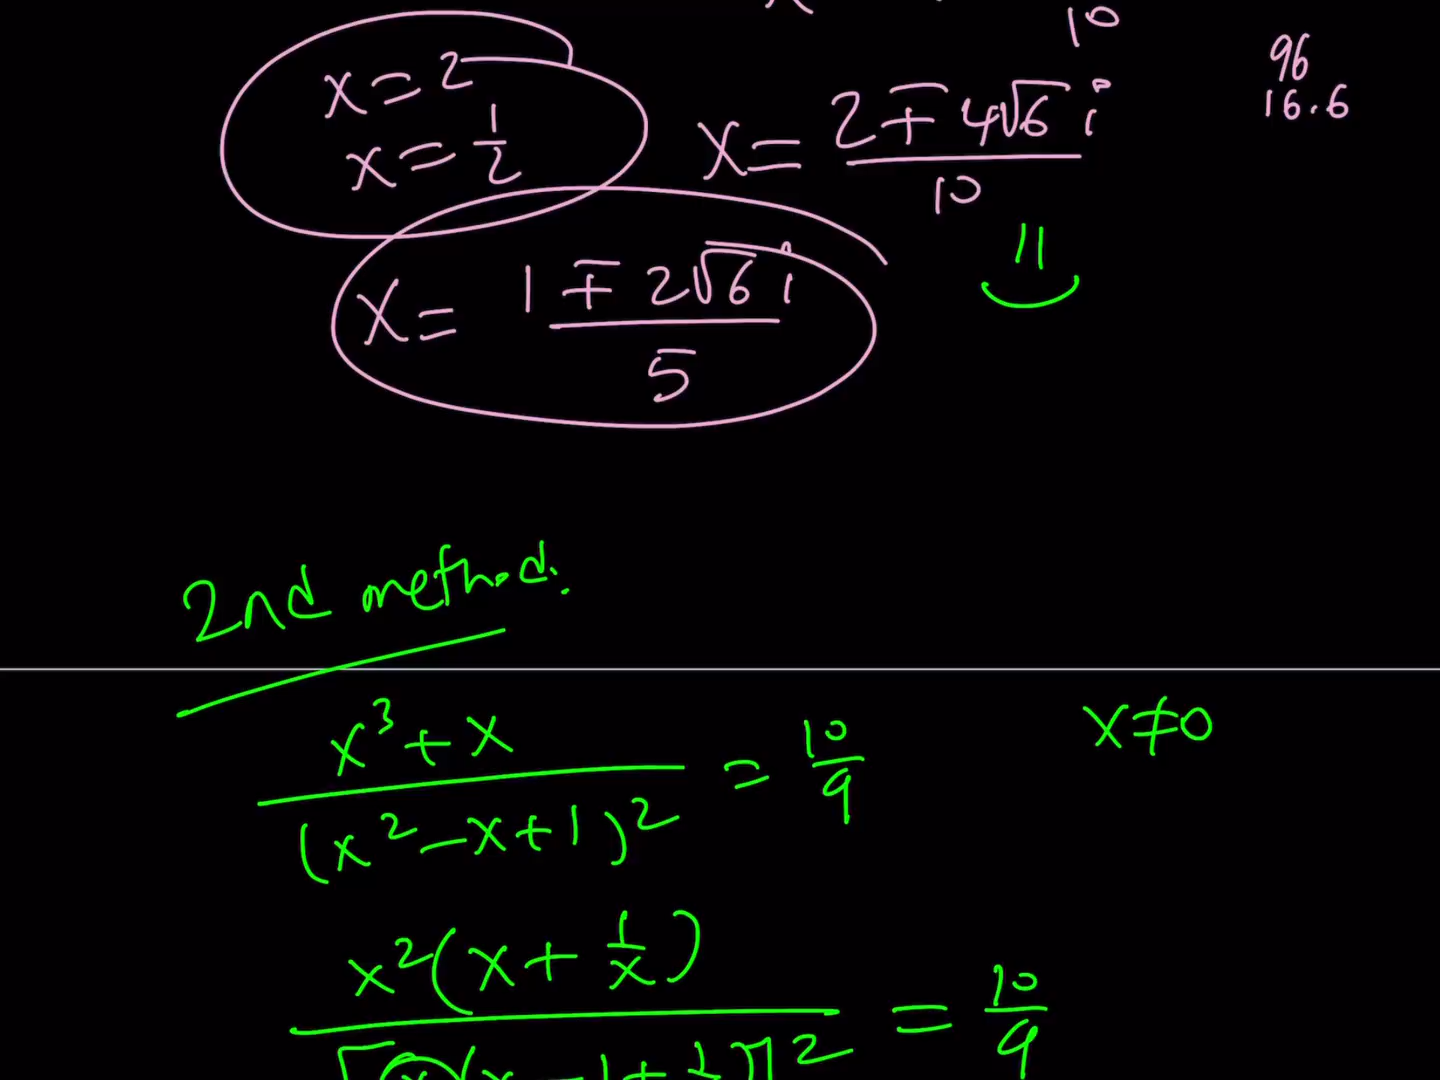 10
x = 2
96
x = 1/2
16.6
x = (2 ∓ 4√6 i)/10
x = (1 ∓ 2√6 i)/5
2nd method:
(x³ + x)/(x² − x + 1)² = 10/9
x ≠ 0
x²(x + 1/x)
= 10/9